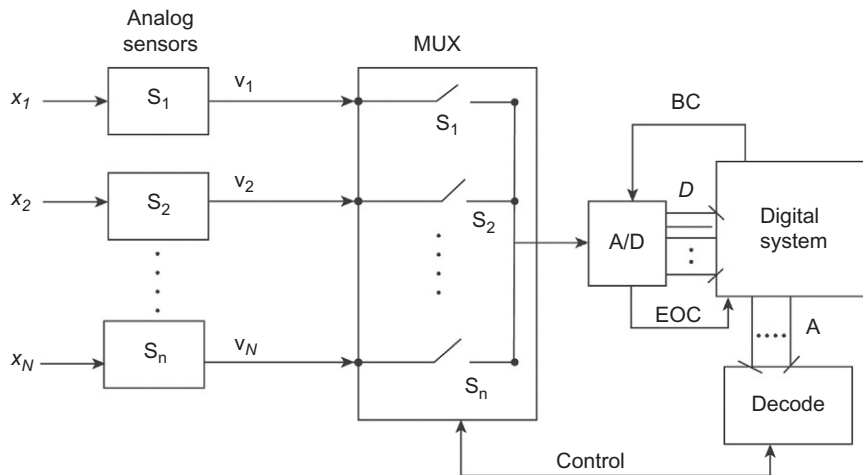 Analog
sensors
MUX
x1
S1
v1
S1
BC
x2
S2
v2
S2
D
A/D
Digital
system
EOC
A
xN
Sn
vN
Sn
Decode
Control